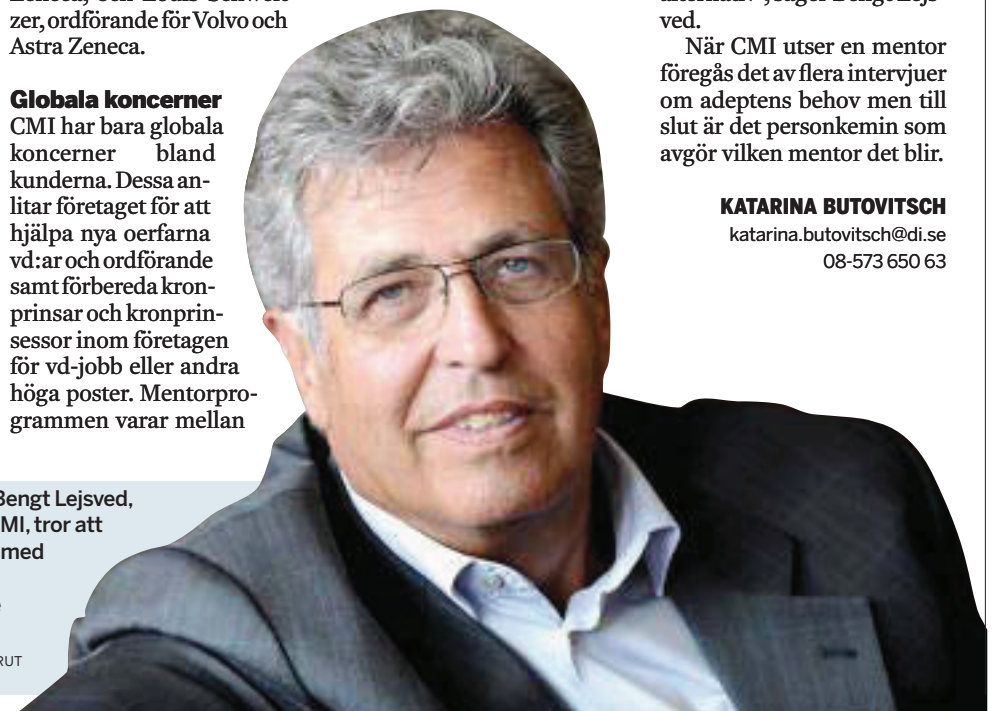 zer, ordförande för Volvo och
Astra Zeneca.
Globala koncerner
CMI har bara globala
koncerner bland
kunderna. Dessa an-
litar företaget för att
hjälpa nya oerfarna
vd:ar och ordförande
samt förbereda kron-
prinsar och kronprin-
sessor inom företagen
för vd-jobb eller andra
höga poster. Mentorpro-
grammen varar mellan
Bengt Lejsved,
MI, tror att
med
RUT
ved.
När CMI utser en mentor
föregås det av flera intervjuer
om adeptens behov men till
slut är det personkemin som
avgör vilken mentor det blir.
KATARINA BUTOVITSCH
katarina.butovitsch@di.se
08-573 650 63